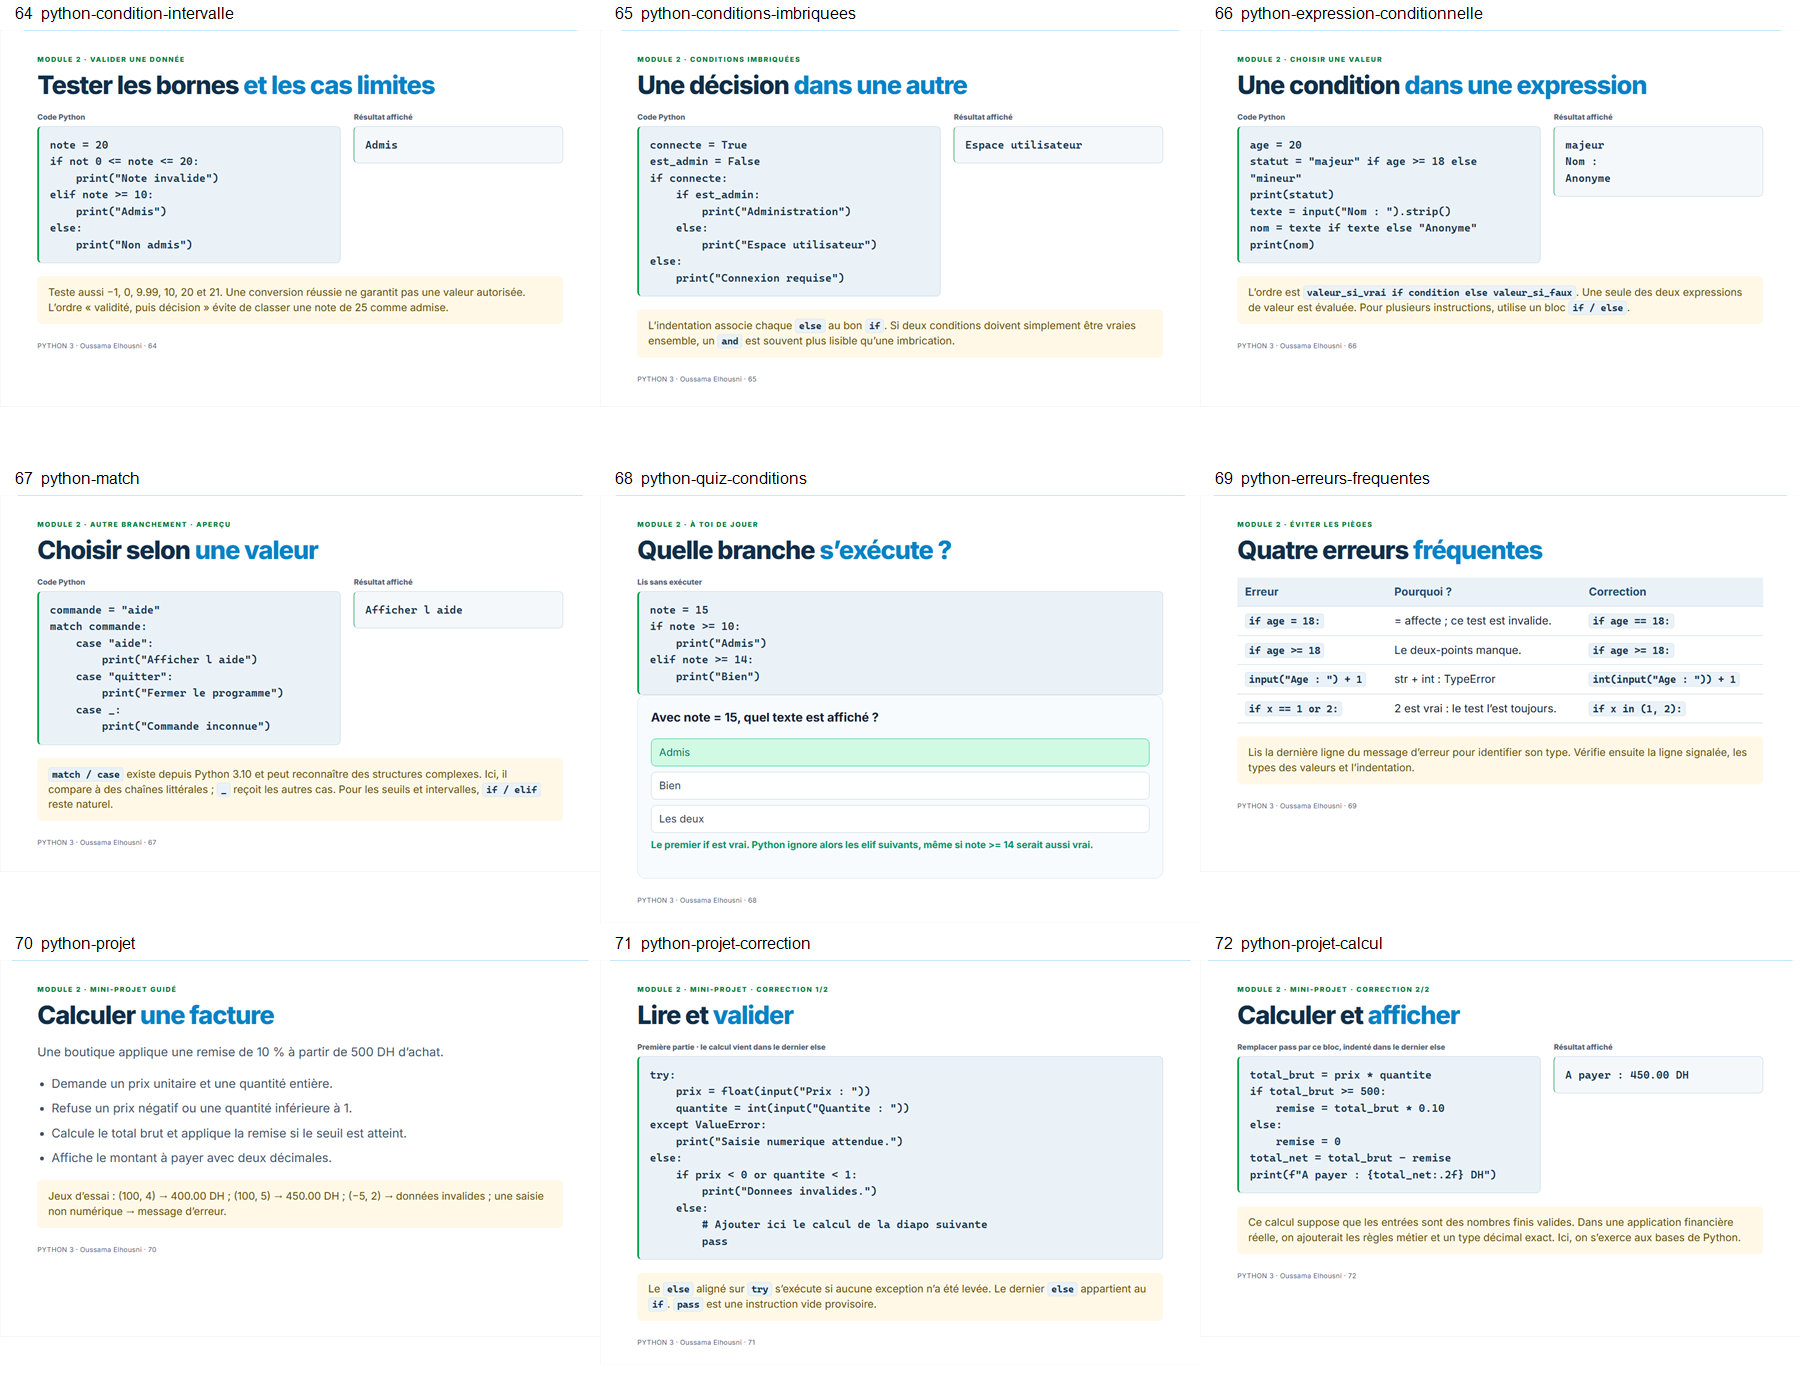 64 python-condition-intervalle
MODULE 2 · VALIDER UNE DONNÉE
Tester les bornes et les cas limites
Code Python
note = 20
if not 0 <= note <= 20:
    print("Note invalide")
elif note >= 10:
    print("Admis")
else:
    print("Non admis")
Résultat affiché
Admis
Teste aussi −1, 0, 9.99, 10, 20 et 21. Une conversion réussie ne garantit pas une valeur autorisée.
L’ordre « validité, puis décision » évite de classer une note de 25 comme admise.
PYTHON 3 · Oussama Elhousni · 64
65 python-conditions-imbriquees
MODULE 2 · CONDITIONS IMBRIQUÉES
Une décision dans une autre
Code Python
connecte = True
est_admin = False
if connecte:
    if est_admin:
        print("Administration")
    else:
        print("Espace utilisateur")
else:
    print("Connexion requise")
Résultat affiché
Espace utilisateur
L’indentation associe chaque else au bon if. Si deux conditions doivent simplement être vraies
ensemble, un and est souvent plus lisible qu’une imbrication.
PYTHON 3 · Oussama Elhousni · 65
66 python-expression-conditionnelle
MODULE 2 · CHOISIR UNE VALEUR
Une condition dans une expression
Code Python
age = 20
statut = "majeur" if age >= 18 else
"mineur"
print(statut)
texte = input("Nom : ").strip()
nom = texte if texte else "Anonyme"
print(nom)
Résultat affiché
majeur
Nom :
Anonyme
L’ordre est valeur_si_vrai if condition else valeur_si_faux. Une seule des deux expressions
de valeur est évaluée. Pour plusieurs instructions, utilise un bloc if / else.
PYTHON 3 · Oussama Elhousni · 66
67 python-match
MODULE 2 · AUTRE BRANCHEMENT · APERÇU
Choisir selon une valeur
Code Python
commande = "aide"
match commande:
    case "aide":
        print("Afficher l aide")
    case "quitter":
        print("Fermer le programme")
    case _:
        print("Commande inconnue")
Résultat affiché
Afficher l aide
match / case existe depuis Python 3.10 et peut reconnaître des structures complexes. Ici, il
compare à des chaînes littérales ; _ reçoit les autres cas. Pour les seuils et intervalles, if / elif
reste naturel.
PYTHON 3 · Oussama Elhousni · 67
68 python-quiz-conditions
MODULE 2 · À TOI DE JOUER
Quelle branche s’exécute ?
Lis sans exécuter
note = 15
if note >= 10:
    print("Admis")
elif note >= 14:
    print("Bien")
Avec note = 15, quel texte est affiché ?
Admis
Bien
Les deux
Le premier if est vrai. Python ignore alors les elif suivants, même si note >= 14 serait aussi vrai.
PYTHON 3 · Oussama Elhousni · 68
69 python-erreurs-frequentes
MODULE 2 · ÉVITER LES PIÈGES
Quatre erreurs fréquentes
Erreur Pourquoi ? Correction
if age = 18: = affecte ; ce test est invalide. if age == 18:
if age >= 18 Le deux-points manque. if age >= 18:
input("Age : ") + 1 str + int : TypeError int(input("Age : ")) + 1
if x == 1 or 2: 2 est vrai : le test l’est toujours. if x in (1, 2):
Lis la dernière ligne du message d’erreur pour identifier son type. Vérifie ensuite la ligne signalée, les
types des valeurs et l’indentation.
PYTHON 3 · Oussama Elhousni · 69
70 python-projet
MODULE 2 · MINI-PROJET GUIDÉ
Calculer une facture
Une boutique applique une remise de 10 % à partir de 500 DH d’achat.
• Demande un prix unitaire et une quantité entière.
• Refuse un prix négatif ou une quantité inférieure à 1.
• Calcule le total brut et applique la remise si le seuil est atteint.
• Affiche le montant à payer avec deux décimales.
Jeux d’essai : (100, 4) → 400.00 DH ; (100, 5) → 450.00 DH ; (−5, 2) → données invalides ; une saisie
non numérique → message d’erreur.
PYTHON 3 · Oussama Elhousni · 70
71 python-projet-correction
MODULE 2 · MINI-PROJET · CORRECTION 1/2
Lire et valider
Première partie · le calcul vient dans le dernier else
try:
    prix = float(input("Prix : "))
    quantite = int(input("Quantite : "))
except ValueError:
    print("Saisie numerique attendue.")
else:
    if prix < 0 or quantite < 1:
        print("Donnees invalides.")
    else:
        # Ajouter ici le calcul de la diapo suivante
        pass
Le else aligné sur try s’exécute si aucune exception n’a été levée. Le dernier else appartient au
if. pass est une instruction vide provisoire.
PYTHON 3 · Oussama Elhousni · 71
72 python-projet-calcul
MODULE 2 · MINI-PROJET · CORRECTION 2/2
Calculer et afficher
Remplacer pass par ce bloc, indenté dans le dernier else
total_brut = prix * quantite
if total_brut >= 500:
    remise = total_brut * 0.10
else:
    remise = 0
total_net = total_brut - remise
print(f"A payer : {total_net:.2f} DH")
Résultat affiché
A payer : 450.00 DH
Ce calcul suppose que les entrées sont des nombres finis valides. Dans une application financière
réelle, on ajouterait les règles métier et un type décimal exact. Ici, on s’exerce aux bases de Python.
PYTHON 3 · Oussama Elhousni · 72